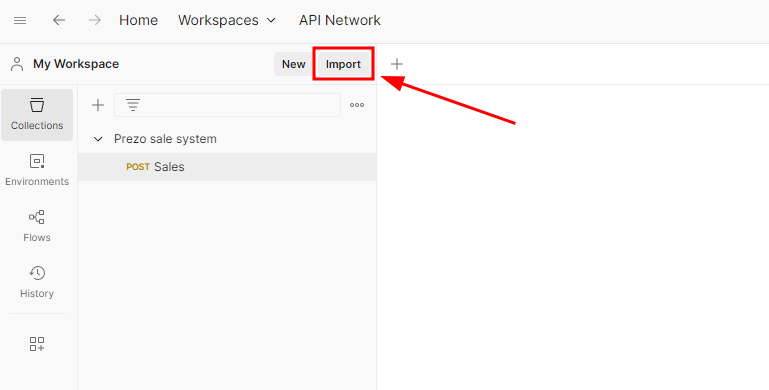 Home Workspaces API Network
My Workspace New Import
Collections
Prezo sale system
POST Sales
Environments
Flows
History